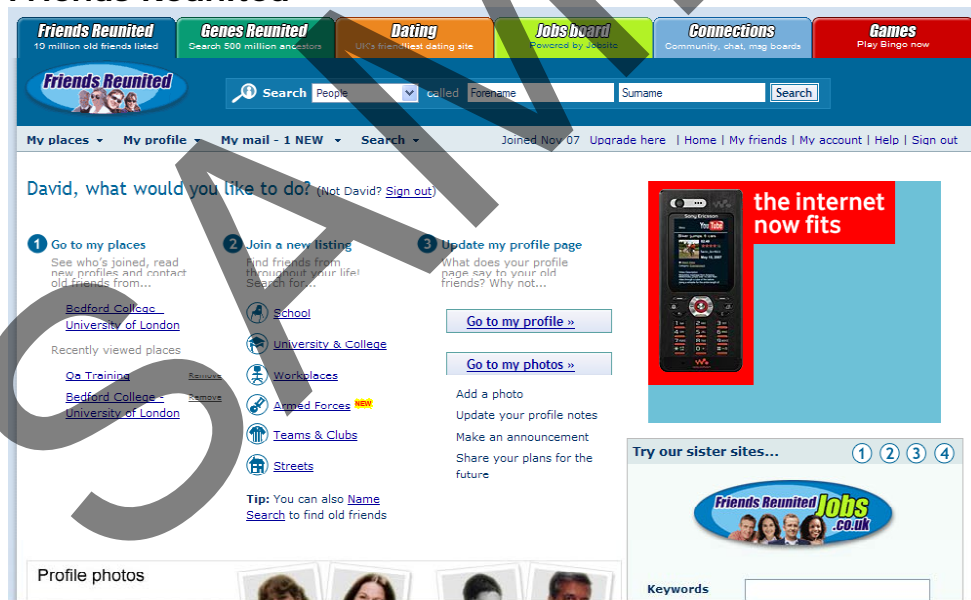 Friends Reunited
Friends Reunited
10 million old friends listed
Genes Reunited
Search 500 million ancestors
Dating
UK's friendliest dating site
Jobs board
Powered by Jobsite
Connections
Community, chat, msg boards
Games
Play Bingo now
Friends Reunited
Search People called Forename Surname Search
My places My profile My mail - 1 NEW Search
Joined Nov 07 Upgrade here | Home | My friends | My account | Help | Sign out
David, what would you like to do? (Not David? Sign out)
1 Go to my places
See who's joined, read
new profiles and contact
old friends from...
Bedford College -
University of London
Recently viewed places
Qa Training Remove
Bedford College - Remove
University of London
2 Join a new listing
Find friends from
throughout your life!
Search for...
School
University & College
Workplaces
Armed Forces NEW
Teams & Clubs
Streets
Tip: You can also Name
Search to find old friends
3 Update my profile page
What does your profile
page say to your old
friends? Why not...
Go to my profile »
Go to my photos »
Add a photo
Update your profile notes
Make an announcement
Share your plans for the
future
the internet
now fits
Sony Ericsson
YouTube
Try our sister sites... 1 2 3 4
Friends Reunited Jobs
.co.uk
Keywords
Profile photos